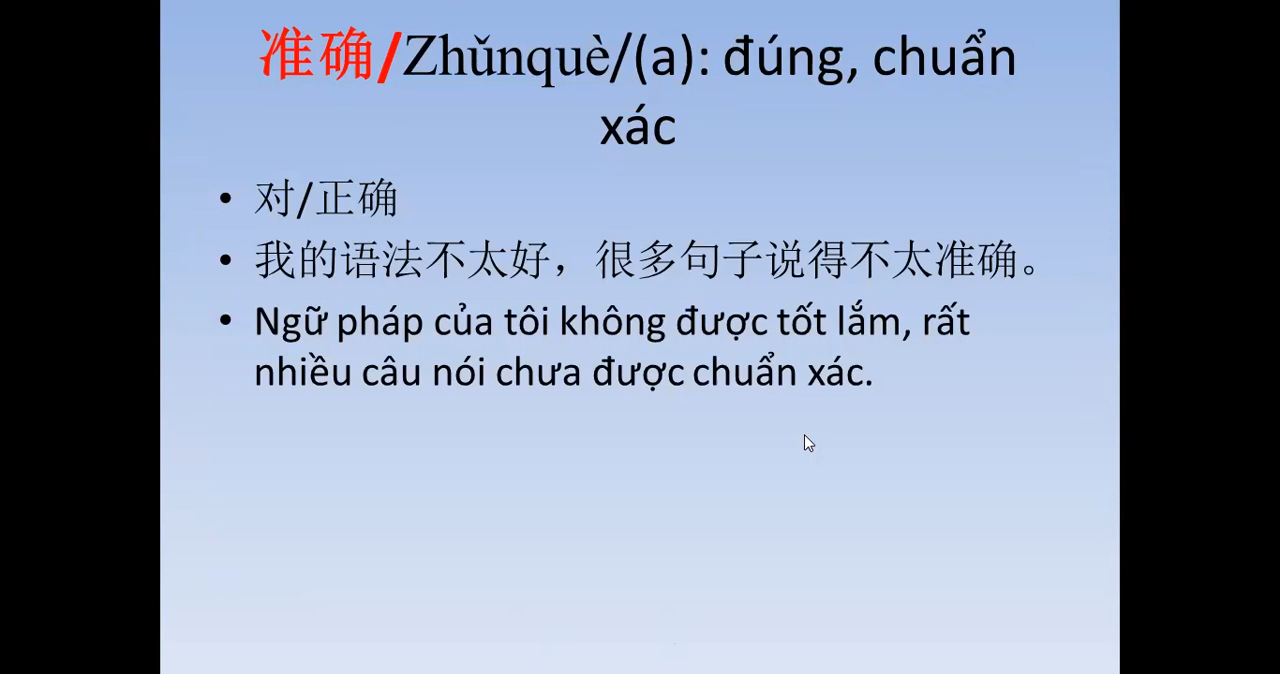 准确/Zhǔnquè/(a): đúng, chuẩn
xác
• 对/正确
• 我的语法不太好，很多句子说得不太准确。
• Ngữ pháp của tôi không được tốt lắm, rất
nhiều câu nói chưa được chuẩn xác.